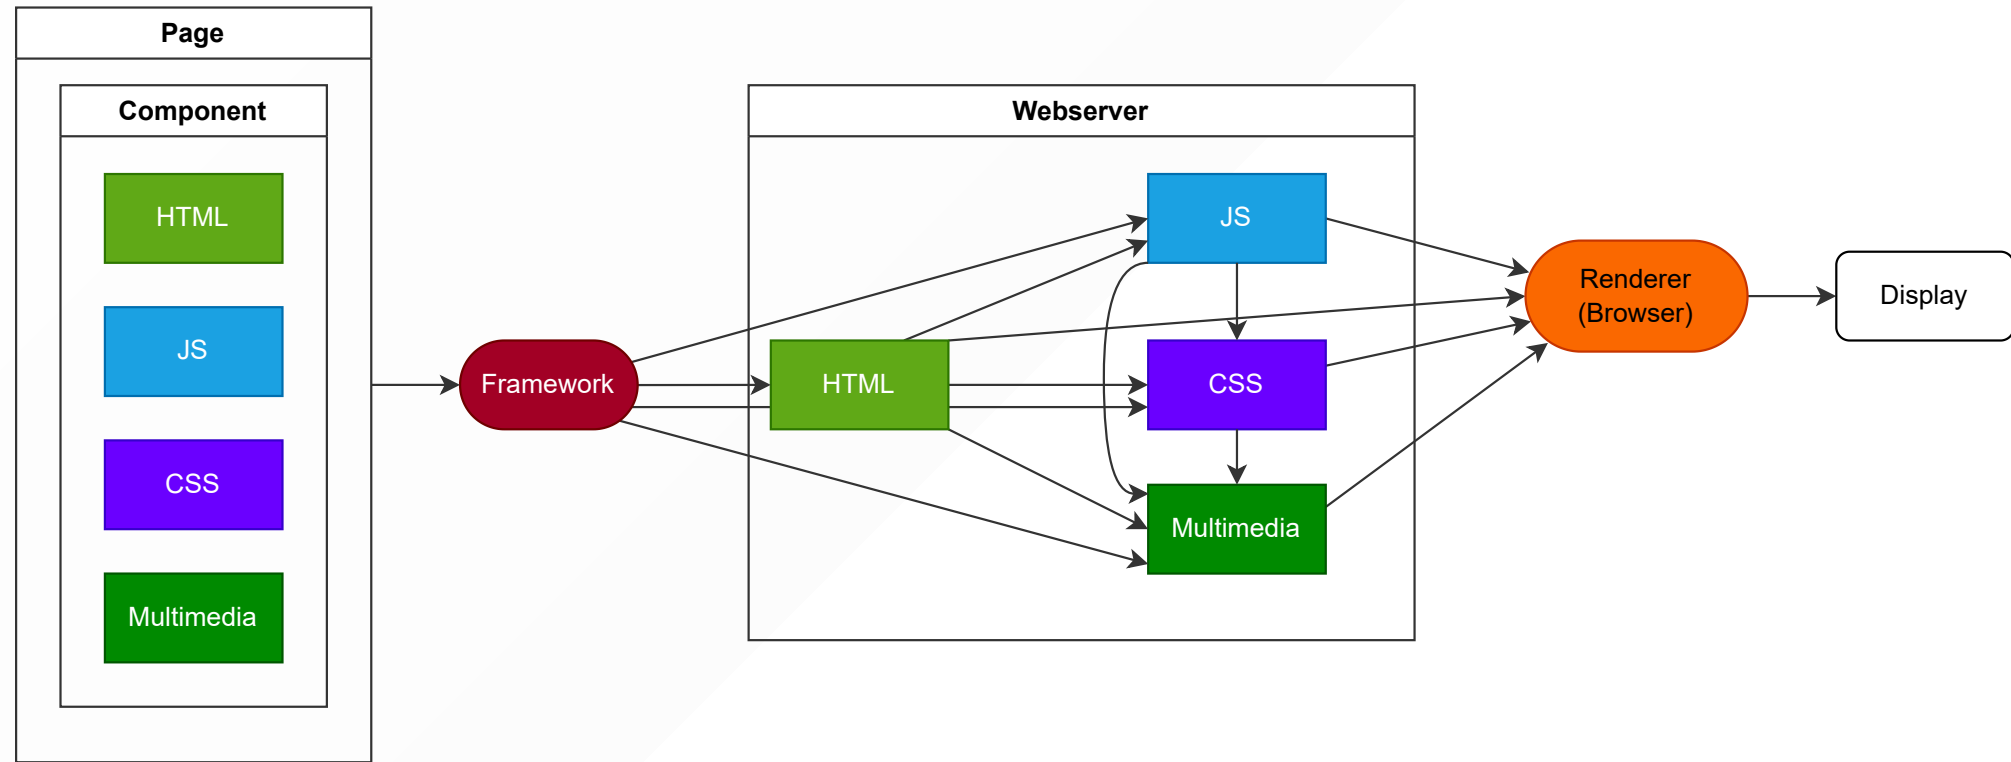 Page
Component
HTML
JS
CSS
Multimedia
Framework
Webserver
JS
HTML
CSS
Multimedia
Renderer
(Browser)
Display